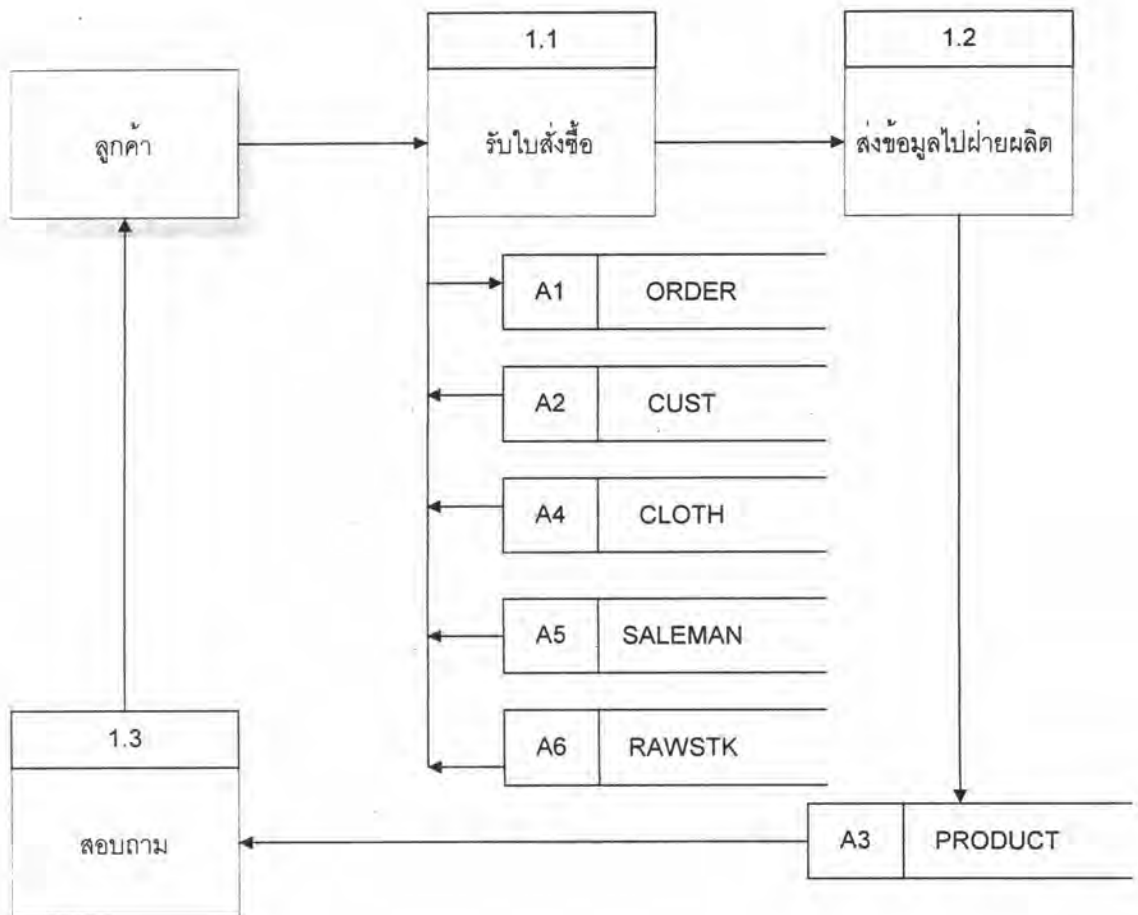 1.1
1.2
ลูกค้า
รับใบสั่งซื้อ
ส่งข้อมูลไปฝ่ายผลิต
A1 ORDER
A2 CUST
A4 CLOTH
A5 SALEMAN
A6 RAWSTK
1.3
สอบถาม
A3 PRODUCT